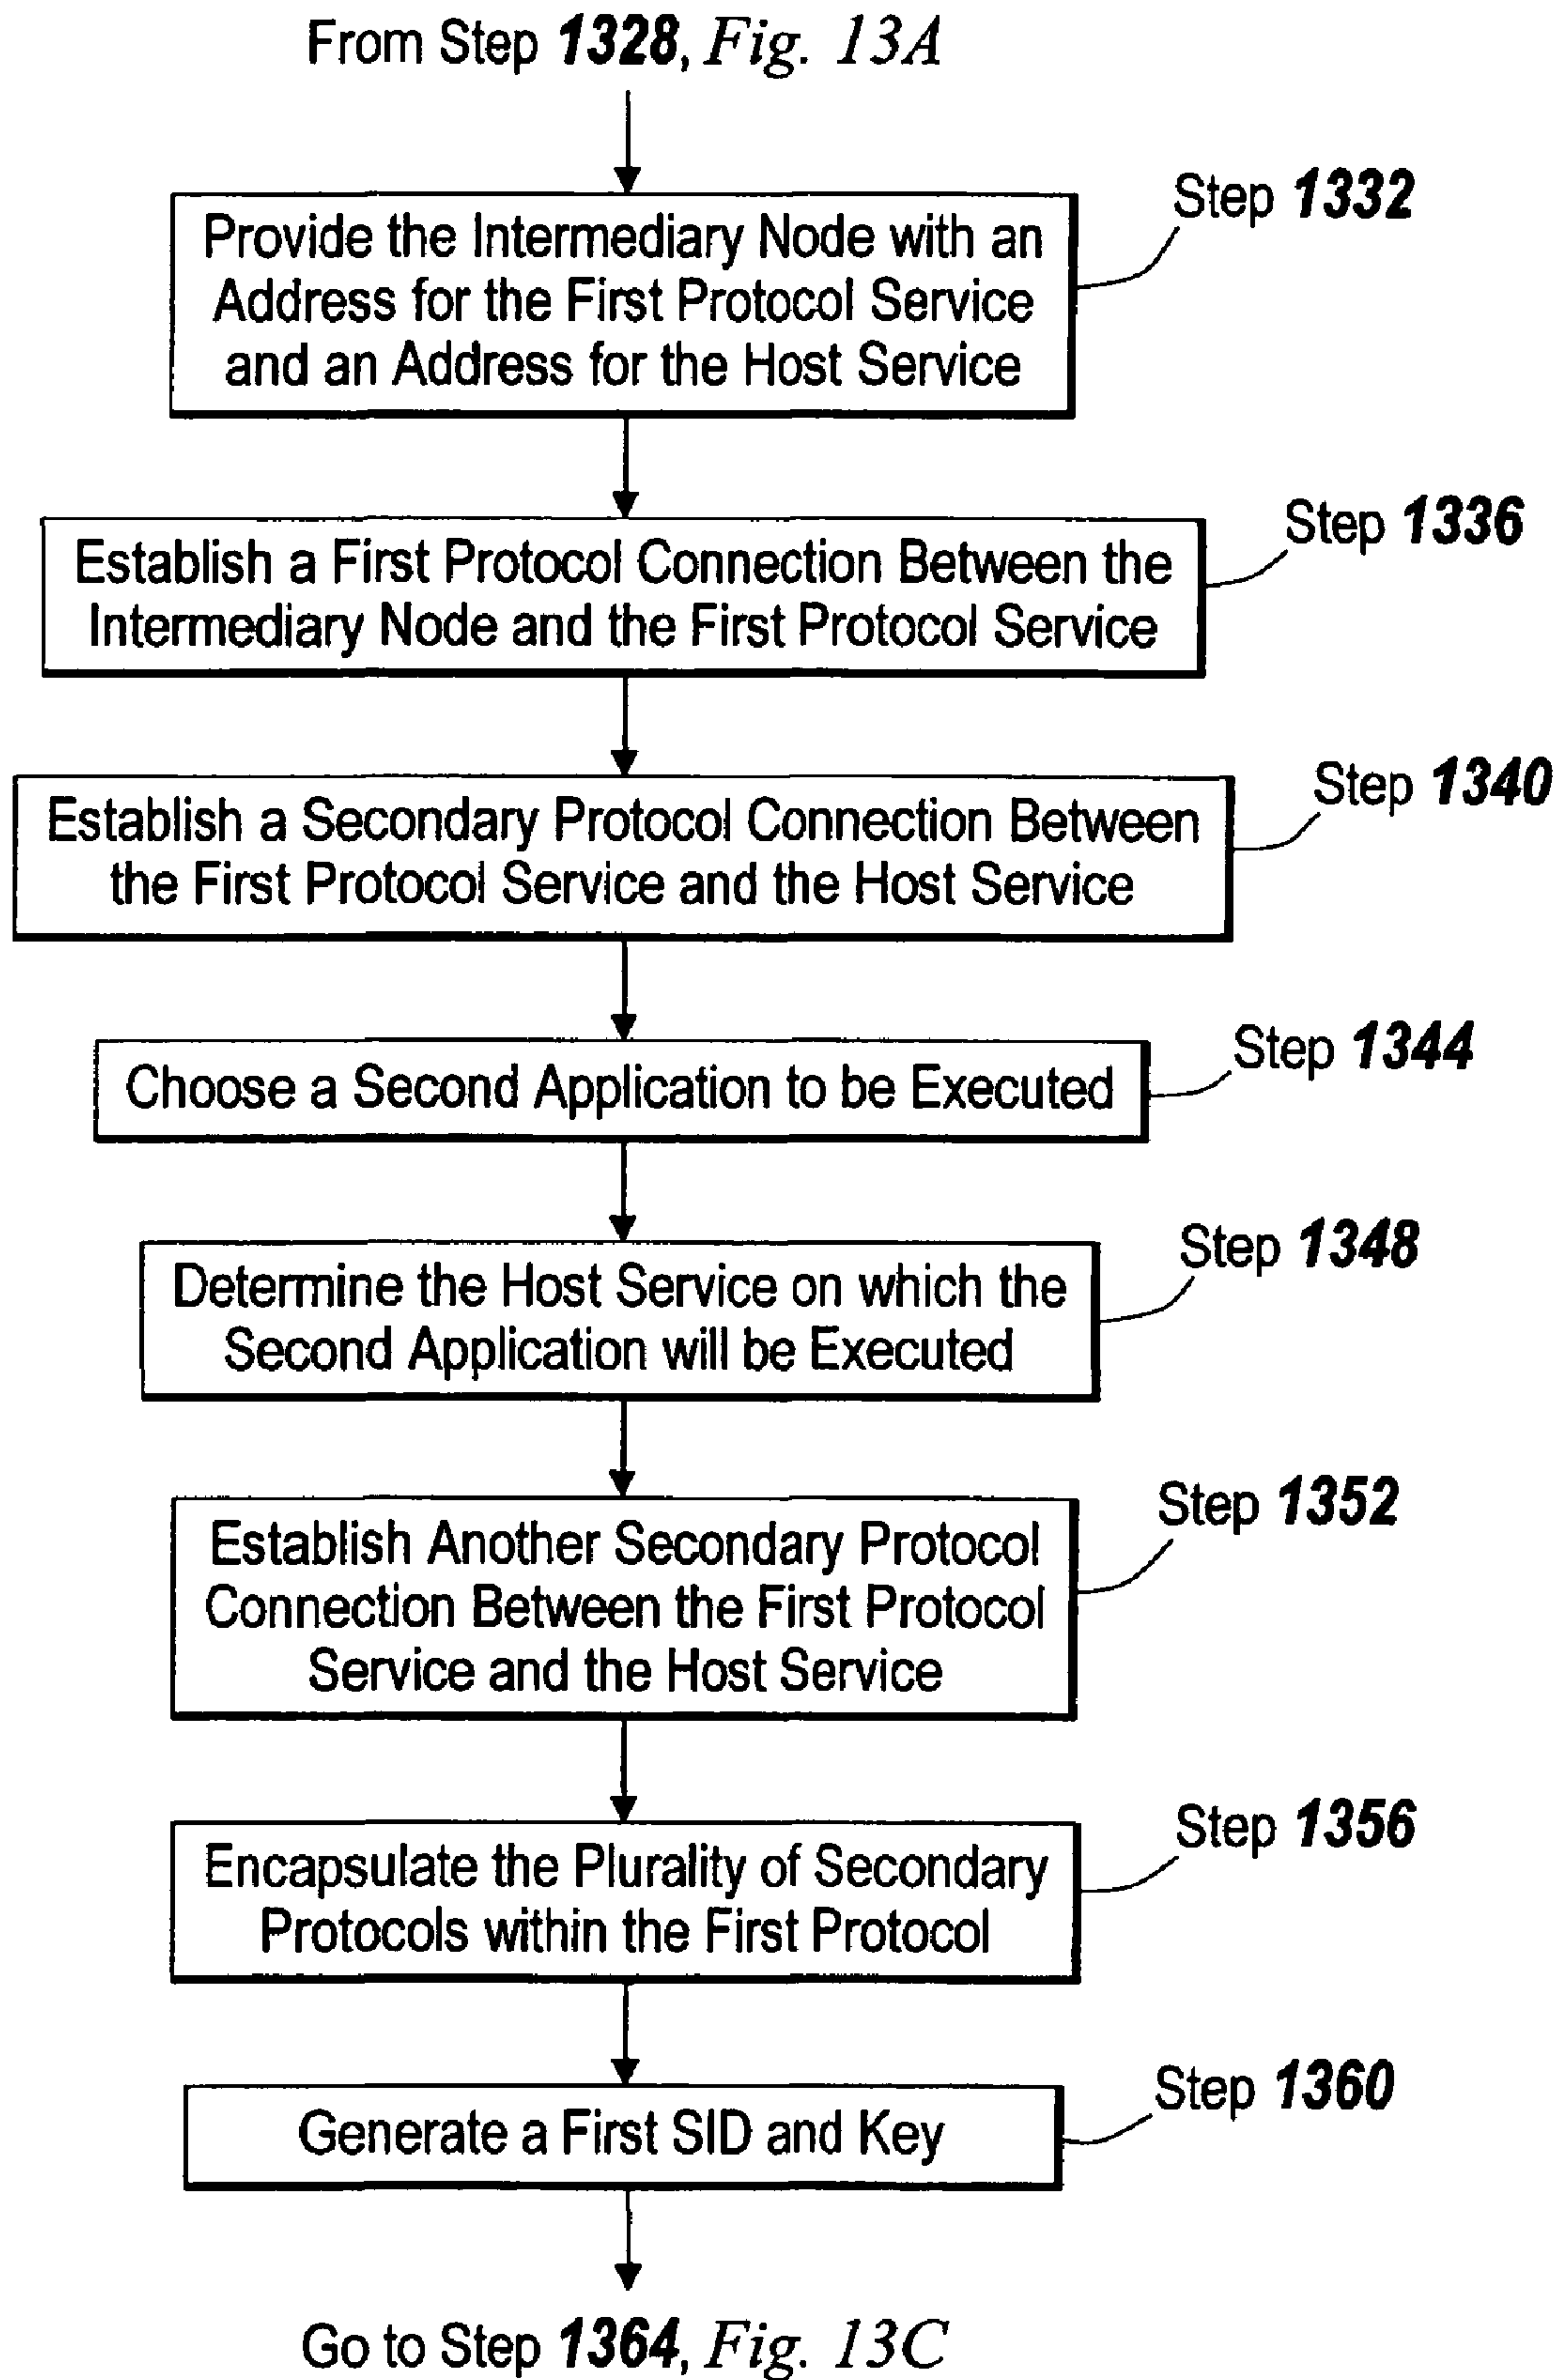 From Step 1328, Fig. 13A
Step 1332
Provide the Intermediary Node with an
Address for the First Protocol Service
and an Address for the Host Service
Step 1336
Establish a First Protocol Connection Between the
Intermediary Node and the First Protocol Service
Step 1340
Establish a Secondary Protocol Connection Between
the First Protocol Service and the Host Service
Step 1344
Choose a Second Application to be Executed
Step 1348
Determine the Host Service on which the
Second Application will be Executed
Step 1352
Establish Another Secondary Protocol
Connection Between the First Protocol
Service and the Host Service
Step 1356
Encapsulate the Plurality of Secondary
Protocols within the First Protocol
Step 1360
Generate a First SID and Key
Go to Step 1364, Fig. 13C